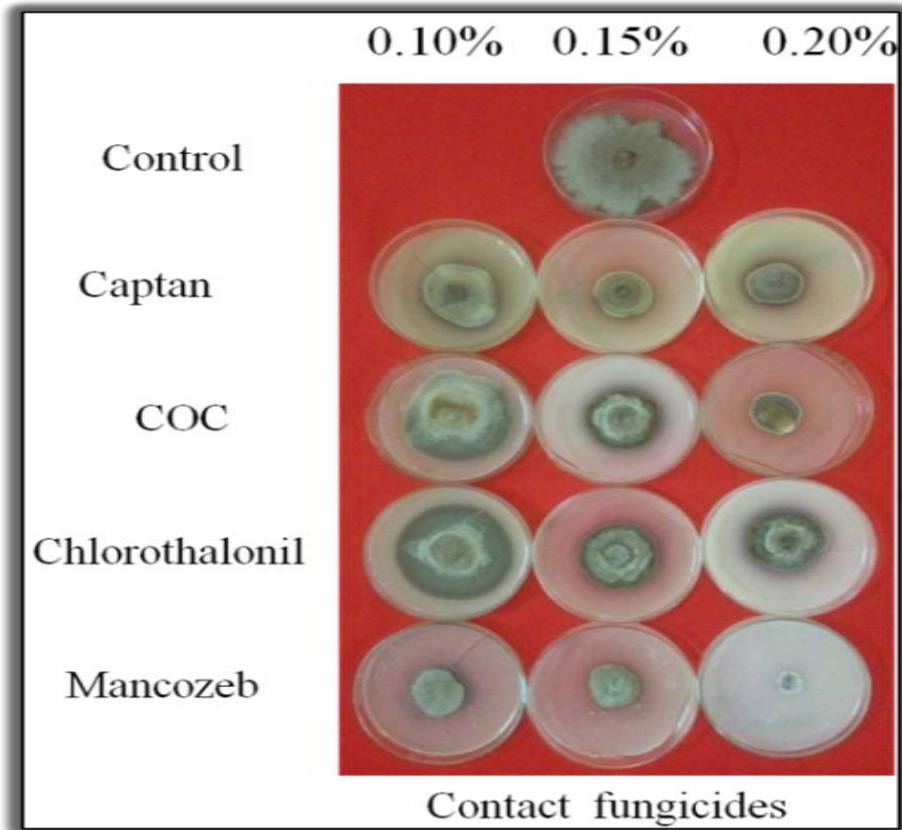 0.10% 0.15% 0.20%
Control
Captan
COC
Chlorothalonil
Mancozeb
Contact fungicides